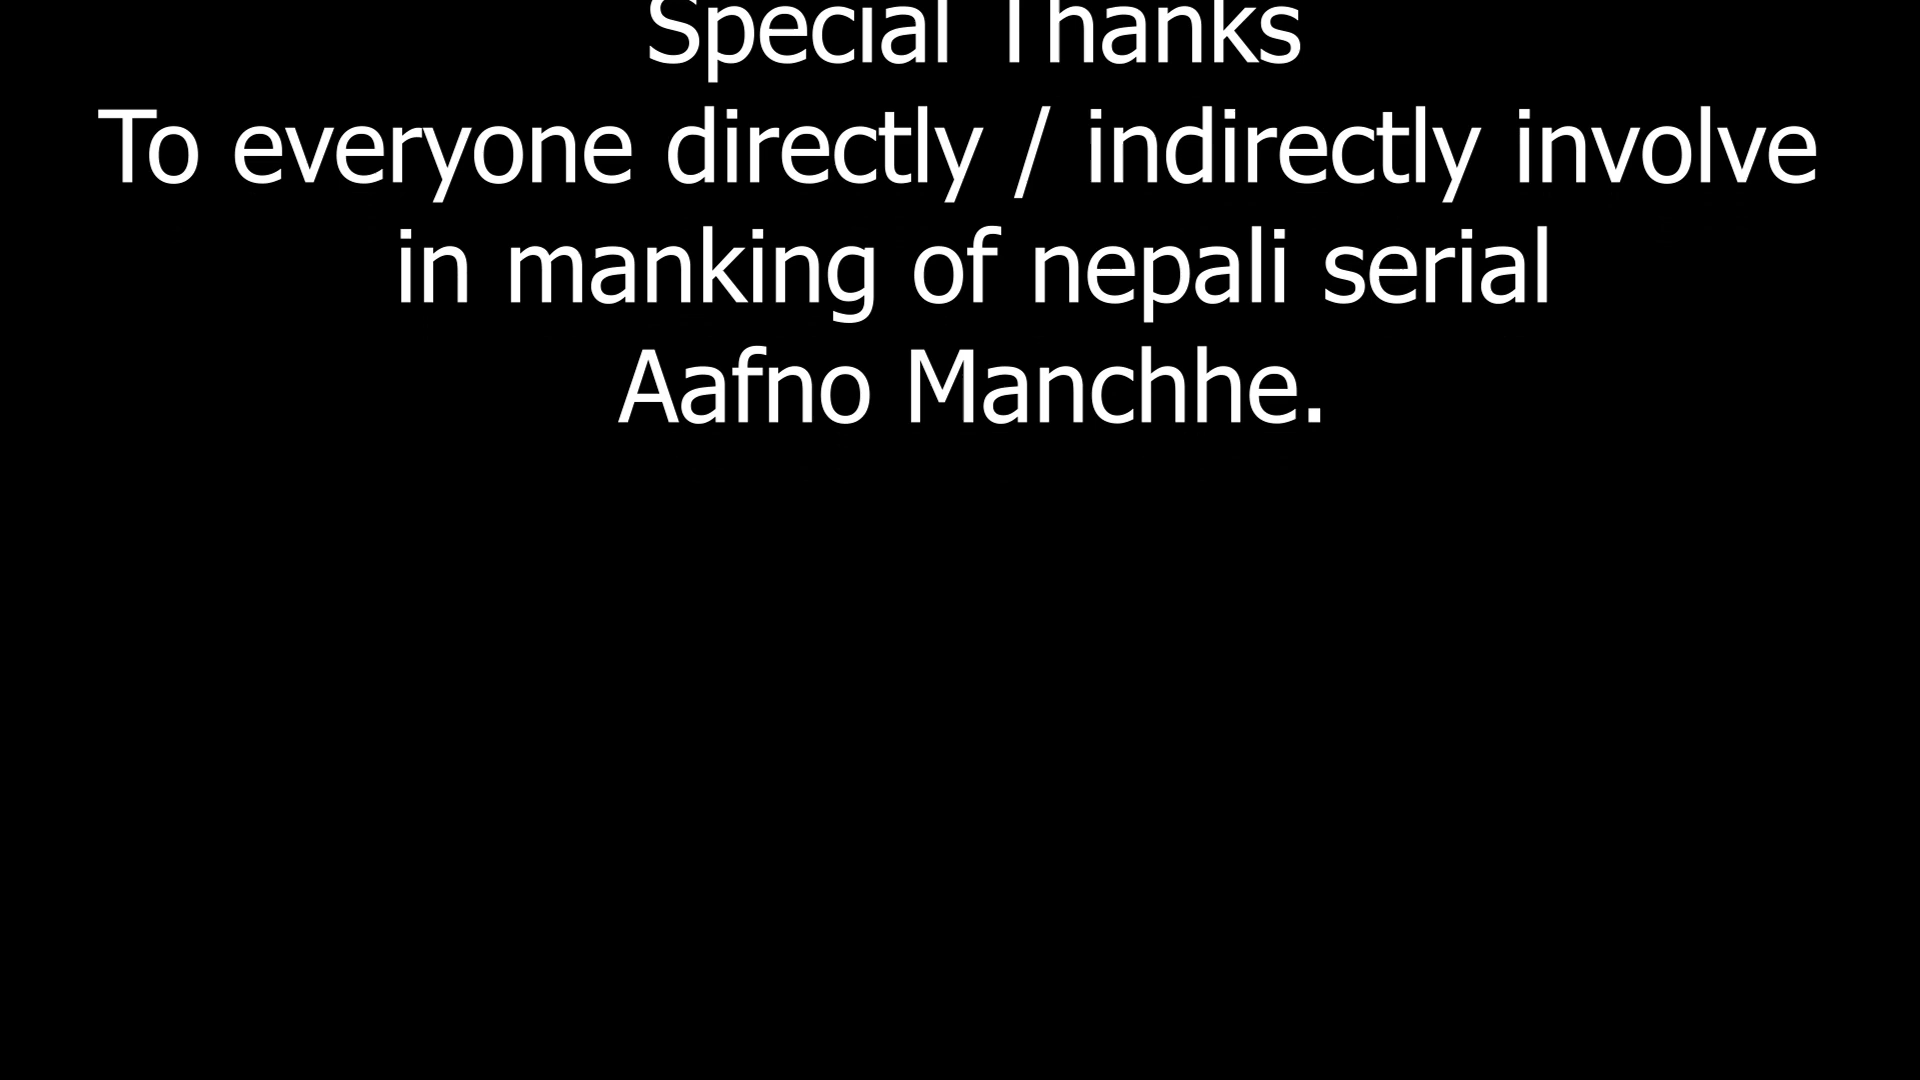 Special Thanks
To everyone directly / indirectly involve
in manking of nepali serial
Aafno Manchhe.